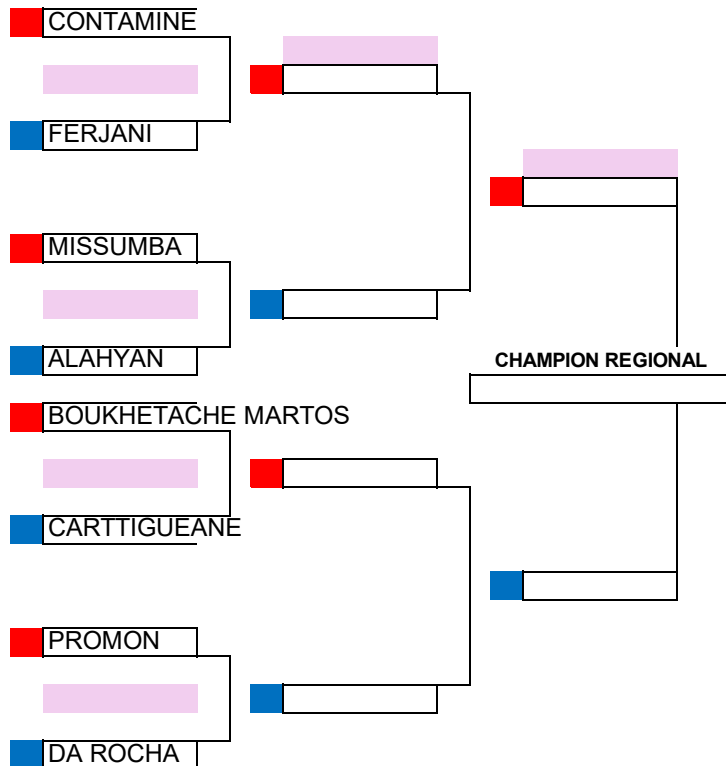 CONTAMINE
FERJANI
MISSUMBA
ALAHYAN
CHAMPION REGIONAL
BOUKHETACHE MARTOS
CARTTIGUEANE
PROMON
DA ROCHA